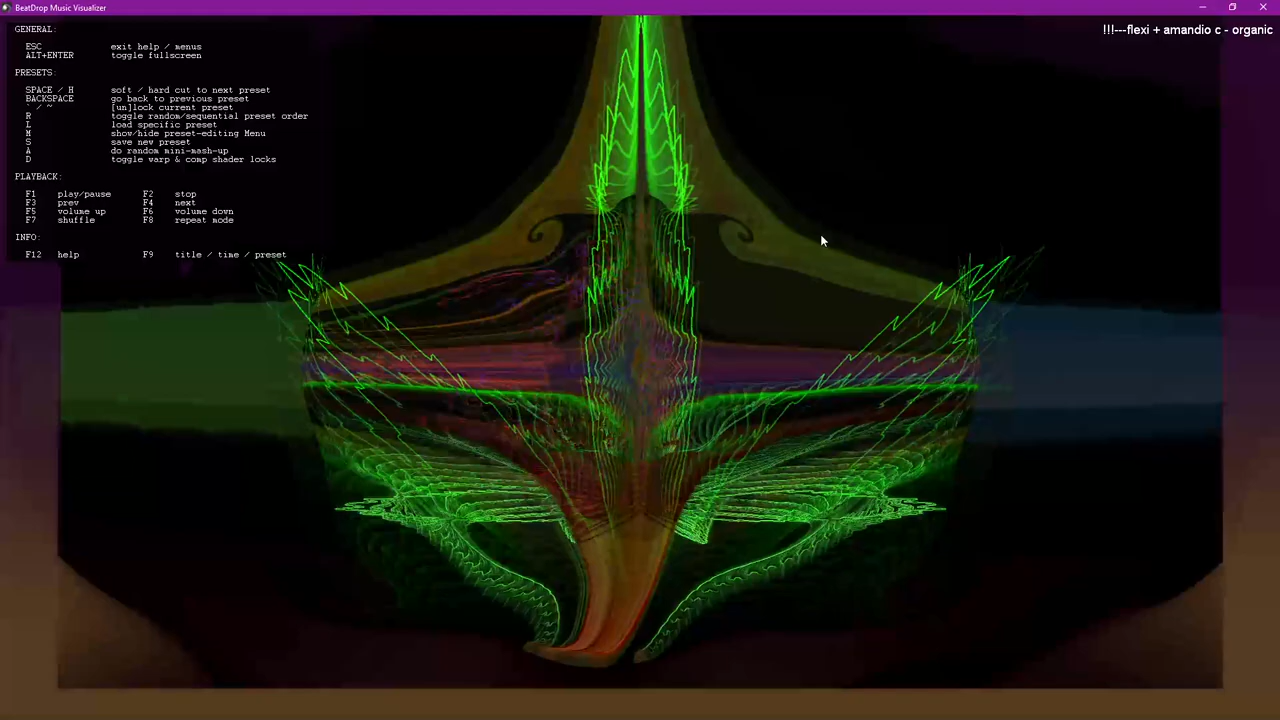 BeatDrop Music Visualizer
!!!---flexi + amandio c - organic
GENERAL:
ESC exit help / menus
ALT+ENTER toggle fullscreen
PRESETS:
SPACE / H soft / hard cut to next preset
BACKSPACE go back to previous preset
` / ~ [un]lock current preset
R toggle random/sequential preset order
L load specific preset
M show/hide preset-editing Menu
S save new preset
A do random mini-mash-up
D toggle warp & comp shader locks
PLAYBACK:
F1 play/pause F2 stop
F3 prev F4 next
F5 volume up F6 volume down
F7 shuffle F8 repeat mode
INFO:
F12 help F9 title / time / preset